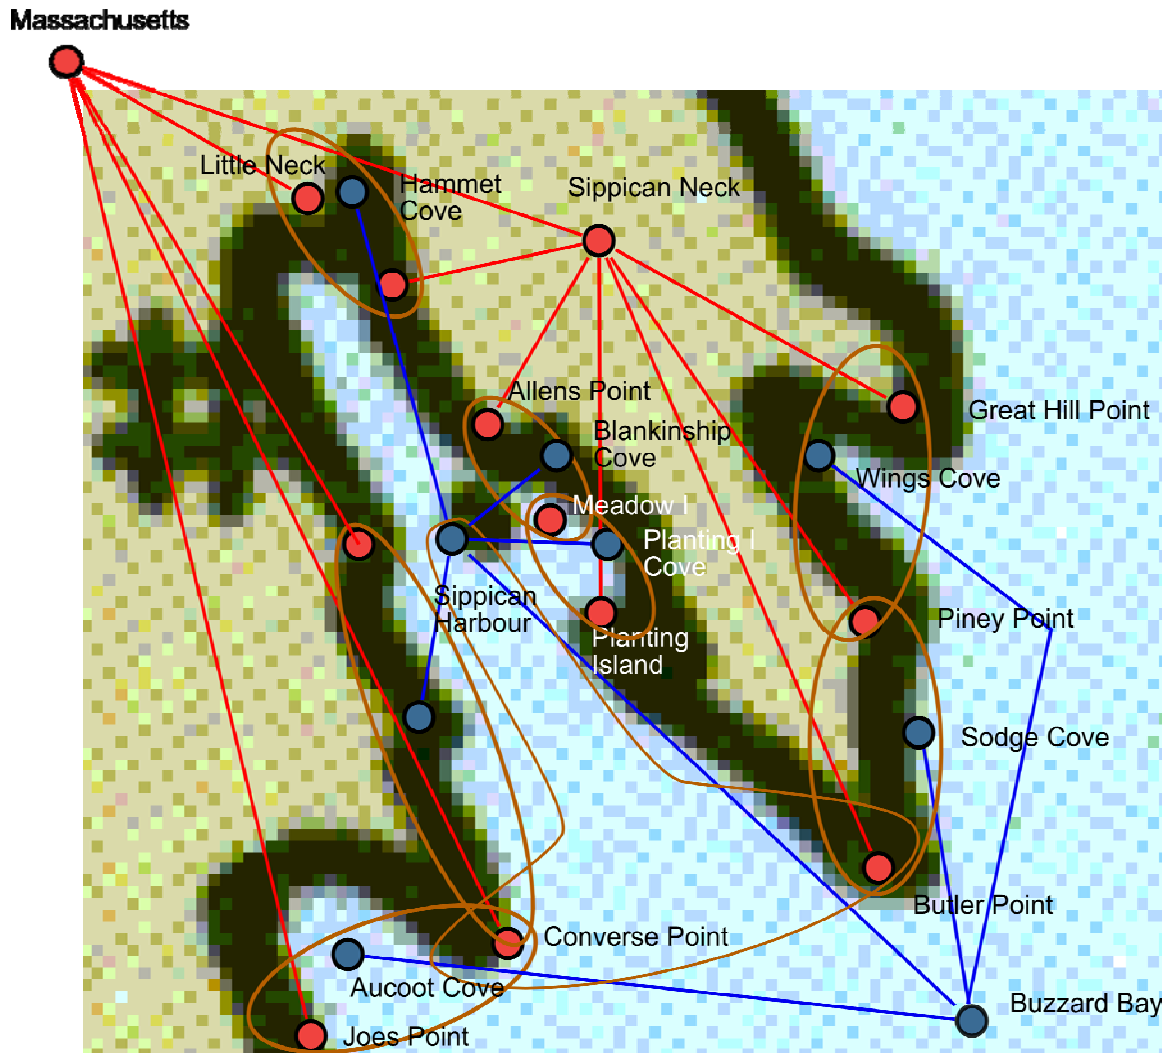 Massachusetts
Little Neck
Hammet
Cove
Sippican Neck
Allens Point
Great Hill Point
Blankinship
Cove
Wings Cove
Meadow I
Planting I
Cove
Sippican
Harbour
Piney Point
Planting
Island
Sodge Cove
Butler Point
Converse Point
Aucoot Cove
Buzzard Bay
Joes Point